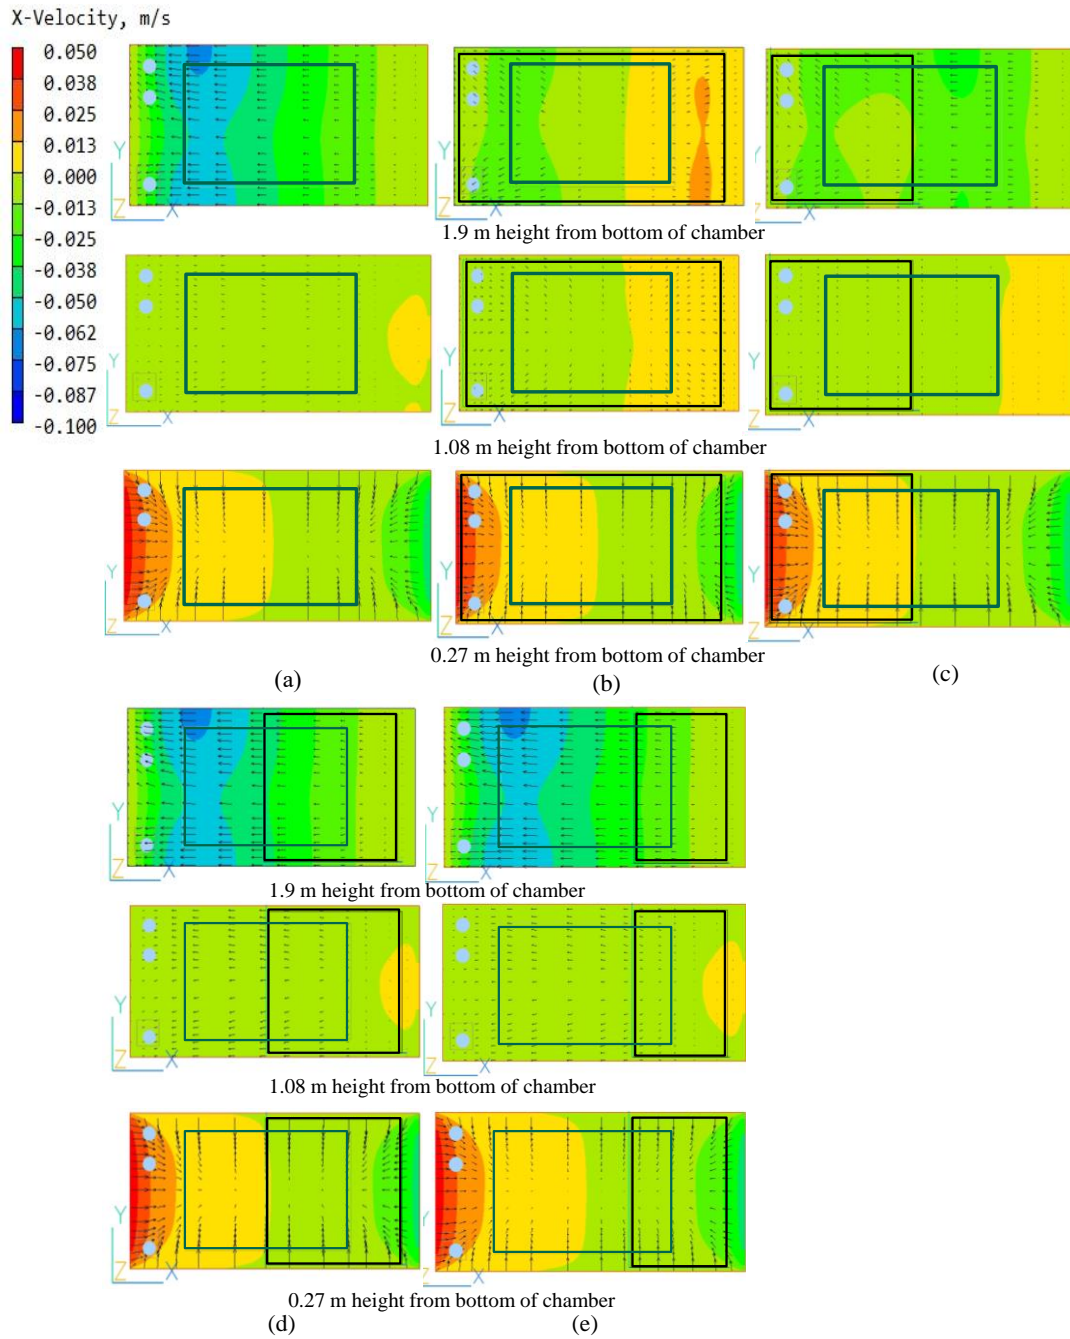 X-Velocity, m/s
0.050
0.038
0.025
0.013
0.000
-0.013
-0.025
-0.038
-0.050
-0.062
-0.075
-0.087
-0.100
Y
Z X
Y
Z X
Y
Z X
1.9 m height from bottom of chamber
Y
Z X
Y
Z X
Y
Z X
1.08 m height from bottom of chamber
Y
Z X
Y
Z X
Y
Z X
0.27 m height from bottom of chamber
(a)
(b)
(c)
Y
Z X
Y
Z X
1.9 m height from bottom of chamber
Y
Z X
Y
Z X
1.08 m height from bottom of chamber
Y
Z X
Y
Z X
0.27 m height from bottom of chamber
(d)
(e)